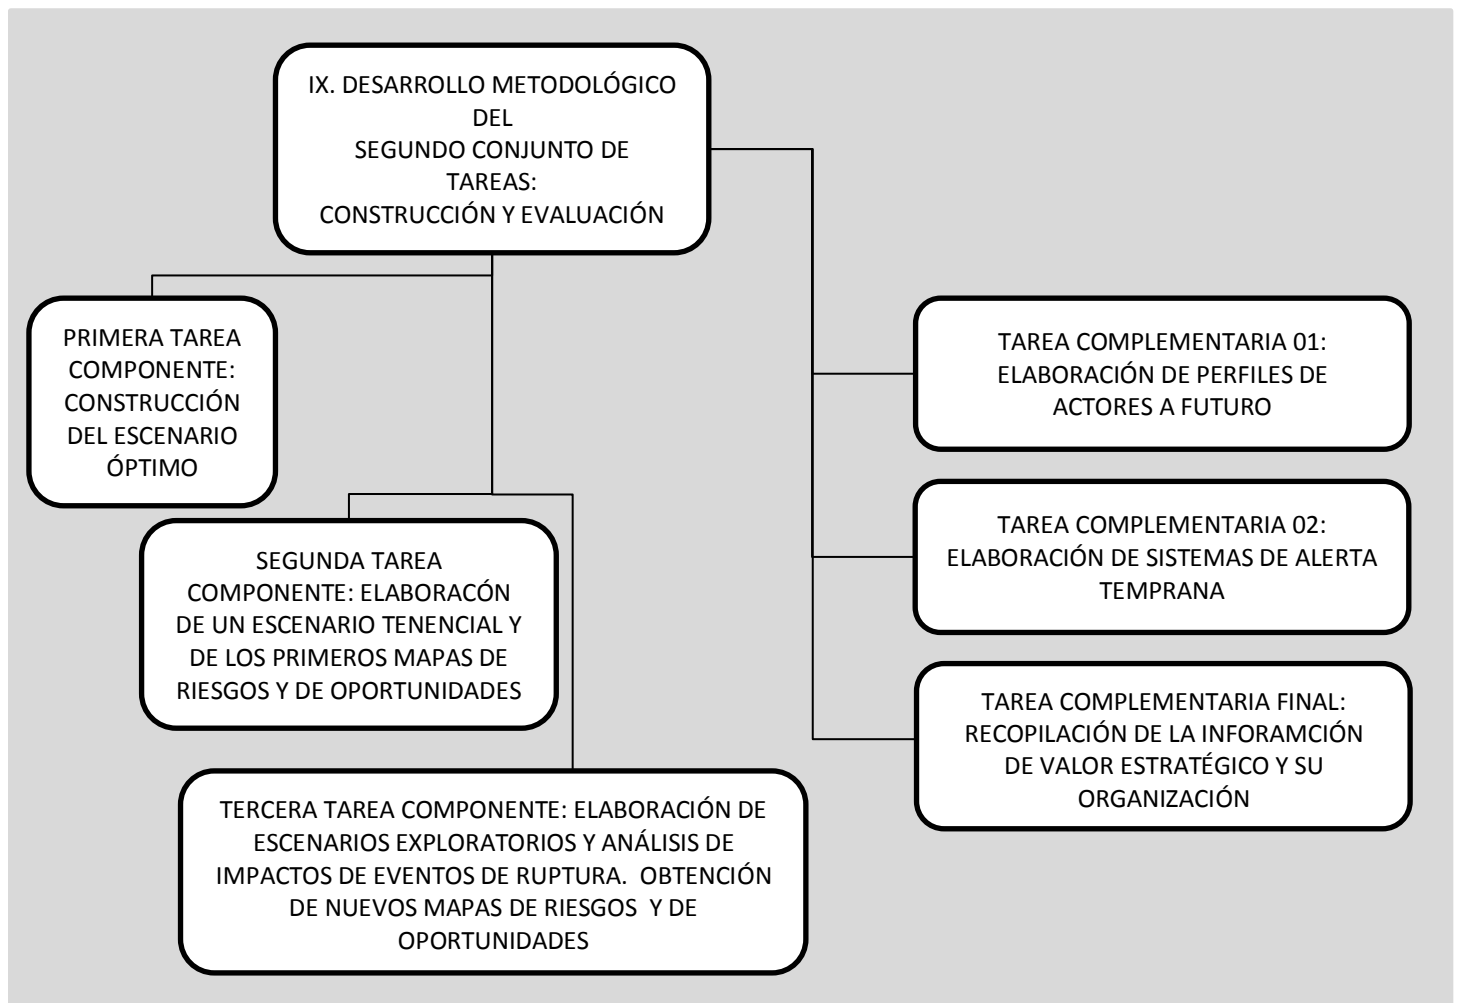 IX. DESARROLLO METODOLÓGICO
DEL
SEGUNDO CONJUNTO DE
TAREAS:
CONSTRUCCIÓN Y EVALUACIÓN
PRIMERA TAREA
COMPONENTE:
CONSTRUCCIÓN
DEL ESCENARIO
ÓPTIMO
SEGUNDA TAREA
COMPONENTE: ELABORACÓN
DE UN ESCENARIO TENENCIAL Y
DE LOS PRIMEROS MAPAS DE
RIESGOS Y DE OPORTUNIDADES
TERCERA TAREA COMPONENTE: ELABORACIÓN DE
ESCENARIOS EXPLORATORIOS Y ANÁLISIS DE
IMPACTOS DE EVENTOS DE RUPTURA.  OBTENCIÓN
DE NUEVOS MAPAS DE RIESGOS  Y DE
OPORTUNIDADES
TAREA COMPLEMENTARIA 01:
ELABORACIÓN DE PERFILES DE
ACTORES A FUTURO
TAREA COMPLEMENTARIA 02:
ELABORACIÓN DE SISTEMAS DE ALERTA
TEMPRANA
TAREA COMPLEMENTARIA FINAL:
RECOPILACIÓN DE LA INFORAMCIÓN
DE VALOR ESTRATÉGICO Y SU
ORGANIZACIÓN